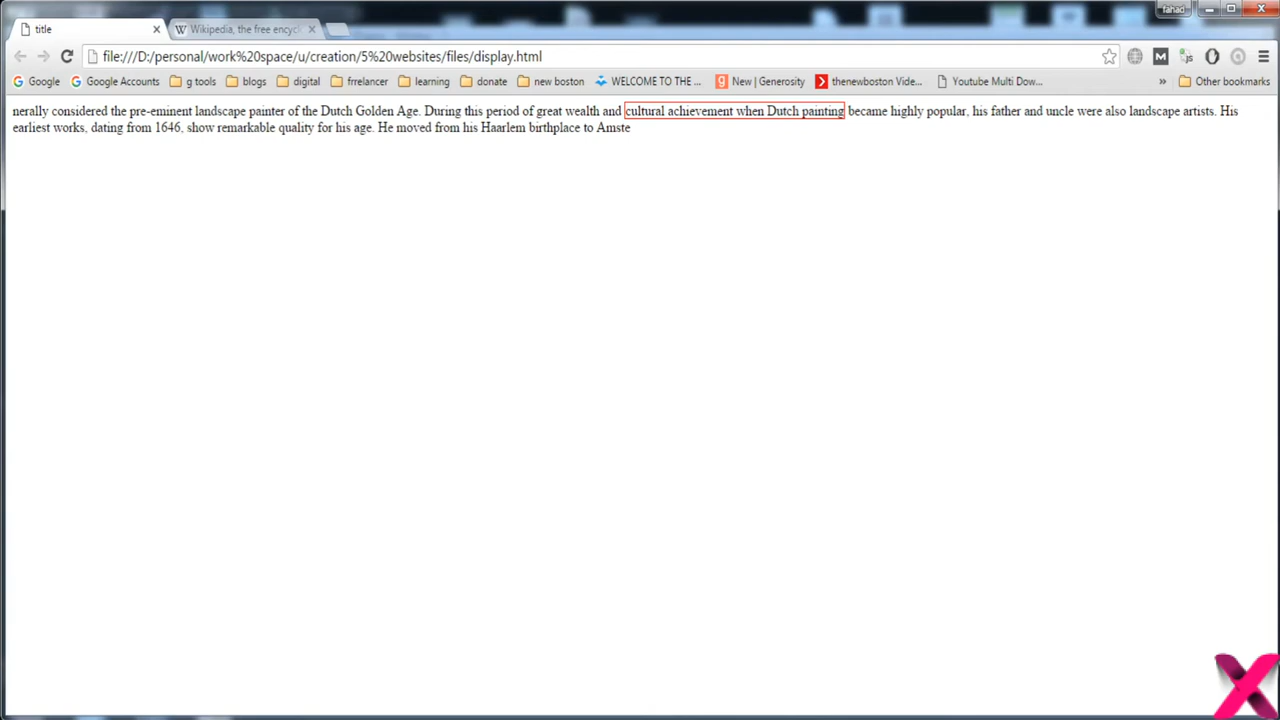 fahad
title
Wikipedia, the free encycl
file:///D:/personal/work%20space/u/creation/5%20websites/files/display.html
Google Google Accounts g tools blogs digital frrelancer learning donate new boston WELCOME TO THE ... New | Generosity thenewboston Vide... Youtube Multi Dow... » Other bookmarks
nerally considered the pre-eminent landscape painter of the Dutch Golden Age. During this period of great wealth and cultural achievement when Dutch painting became highly popular, his father and uncle were also landscape artists. His
earliest works, dating from 1646, show remarkable quality for his age. He moved from his Haarlem birthplace to Amste